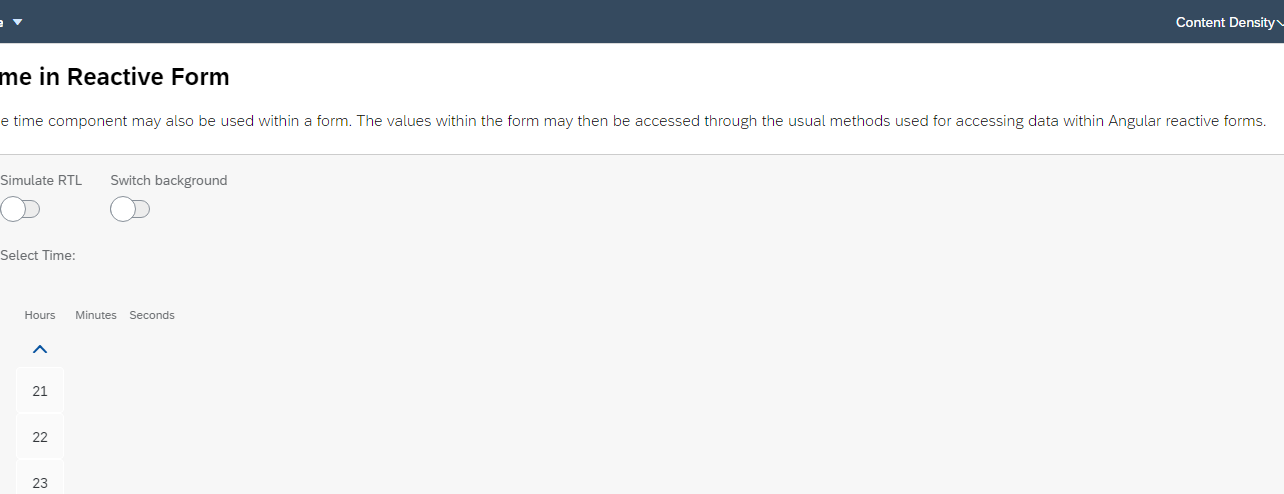 Content Density
me in Reactive Form
e time component may also be used within a form. The values within the form may then be accessed through the usual methods used for accessing data within Angular reactive forms.
Simulate RTL Switch background
Select Time:
Hours Minutes Seconds
21
22
23